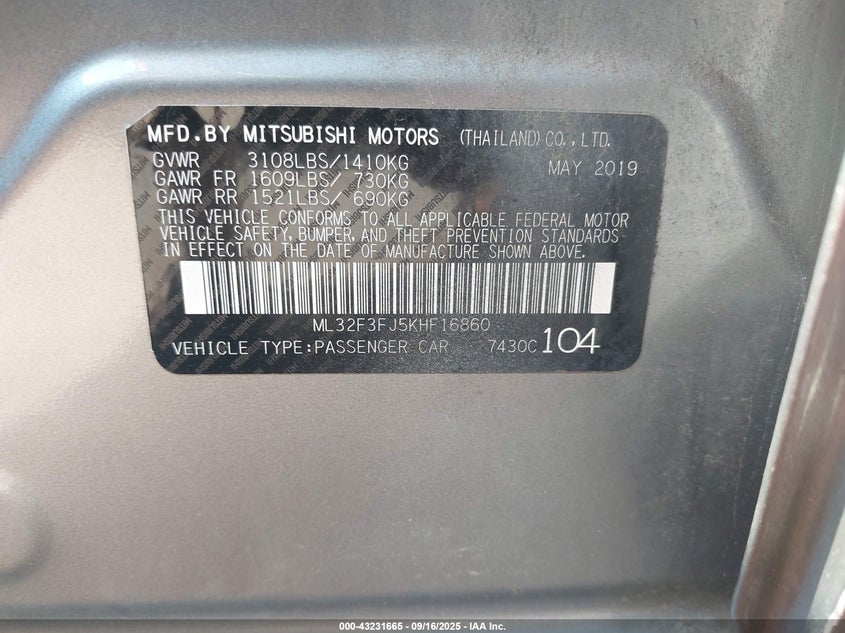 MFD.BY MITSUBISHI MOTORS (THAILAND)CO.,LTD.
GVWR 3108LBS/1410KG MAY 2019
GAWR FR 1609LBS/ 730KG
GAWR RR 1521LBS/ 690KG
THIS VEHICLE CONFORMS TO ALL APPLICABLE FEDERAL MOTOR
VEHICLE SAFETY, BUMPER, AND THEFT PREVENTION STANDARDS
IN EFFECT ON THE DATE OF MANUFACTURE SHOWN ABOVE.
ML32F3FJ5KHF16860
VEHICLE TYPE:PASSENGER CAR 7430C 104
000-43231665 - 09/16/2025 - IAA Inc.